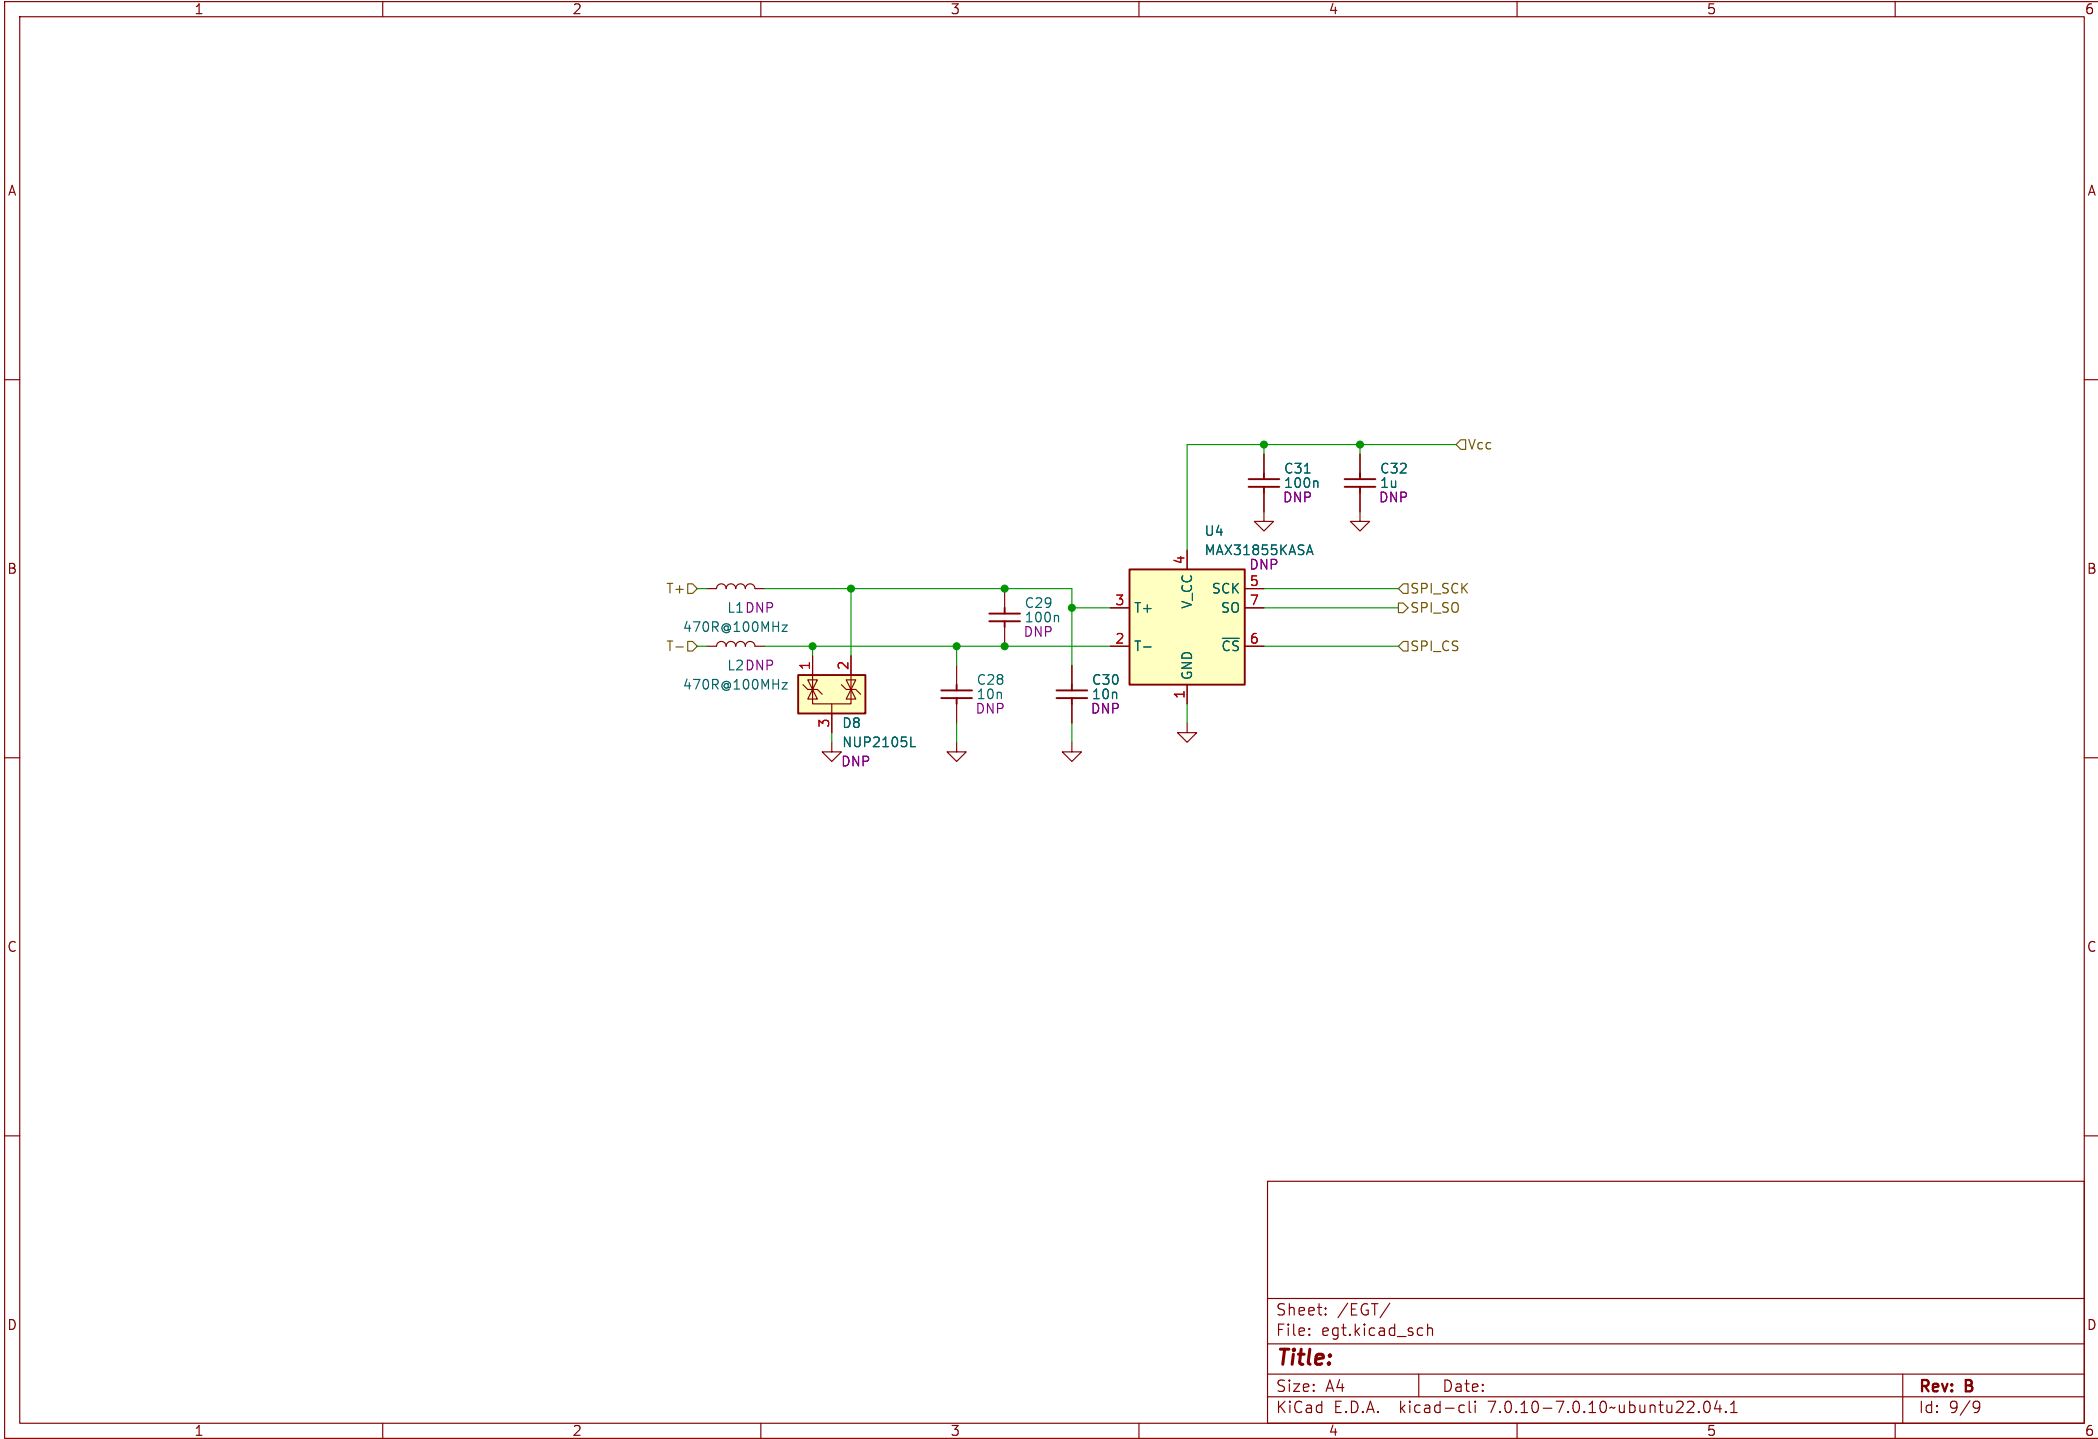 1 2 3 4 5 6
A A
Vcc
C31
100n
DNP
C32
1u
DNP
U4
MAX31855KASA
DNP
B B
4
V_CC
T+
L1DNP
470R@100MHz
C29
100n
DNP
3 T+
SCK 5
SPI_SCK
SO 7
SPI_SO
T-
L2DNP
470R@100MHz
2 T-
CS 6
SPI_CS
GND
1
1 2
3
D8
NUP2105L
DNP
C28
10n
DNP
C30
10n
DNP
C C
D D
Sheet: /EGT/
File: egt.kicad_sch
Title:
Size: A4 Date: Rev: B
KiCad E.D.A. kicad-cli 7.0.10-7.0.10~ubuntu22.04.1 Id: 9/9
1 2 3 4 5 6